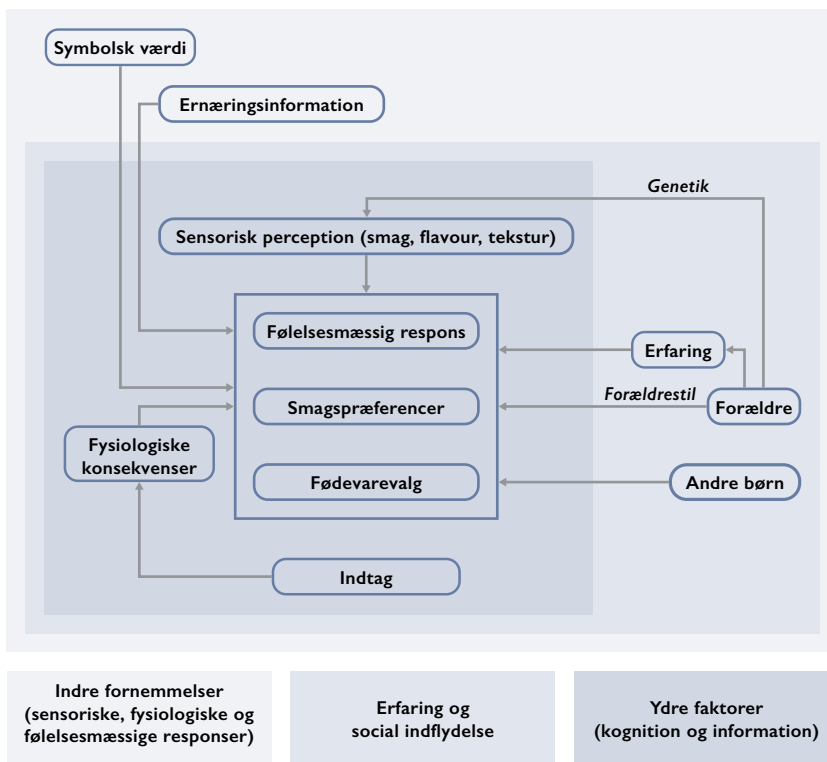 Symbolsk værdi
Ernæringsinformation
Genetik
Sensorisk perception (smag, flavour, tekstur)
Følelsesmæssig respons
Erfaring
Forældrestil
Smagspræferencer
Forældre
Fysiologiske
konsekvenser
Fødevarevalg
Andre børn
Indtag
Indre fornemmelser
(sensoriske, fysiologiske og
følelsesmæssige responser)
Erfaring og
social indflydelse
Ydre faktorer
(kognition og information)